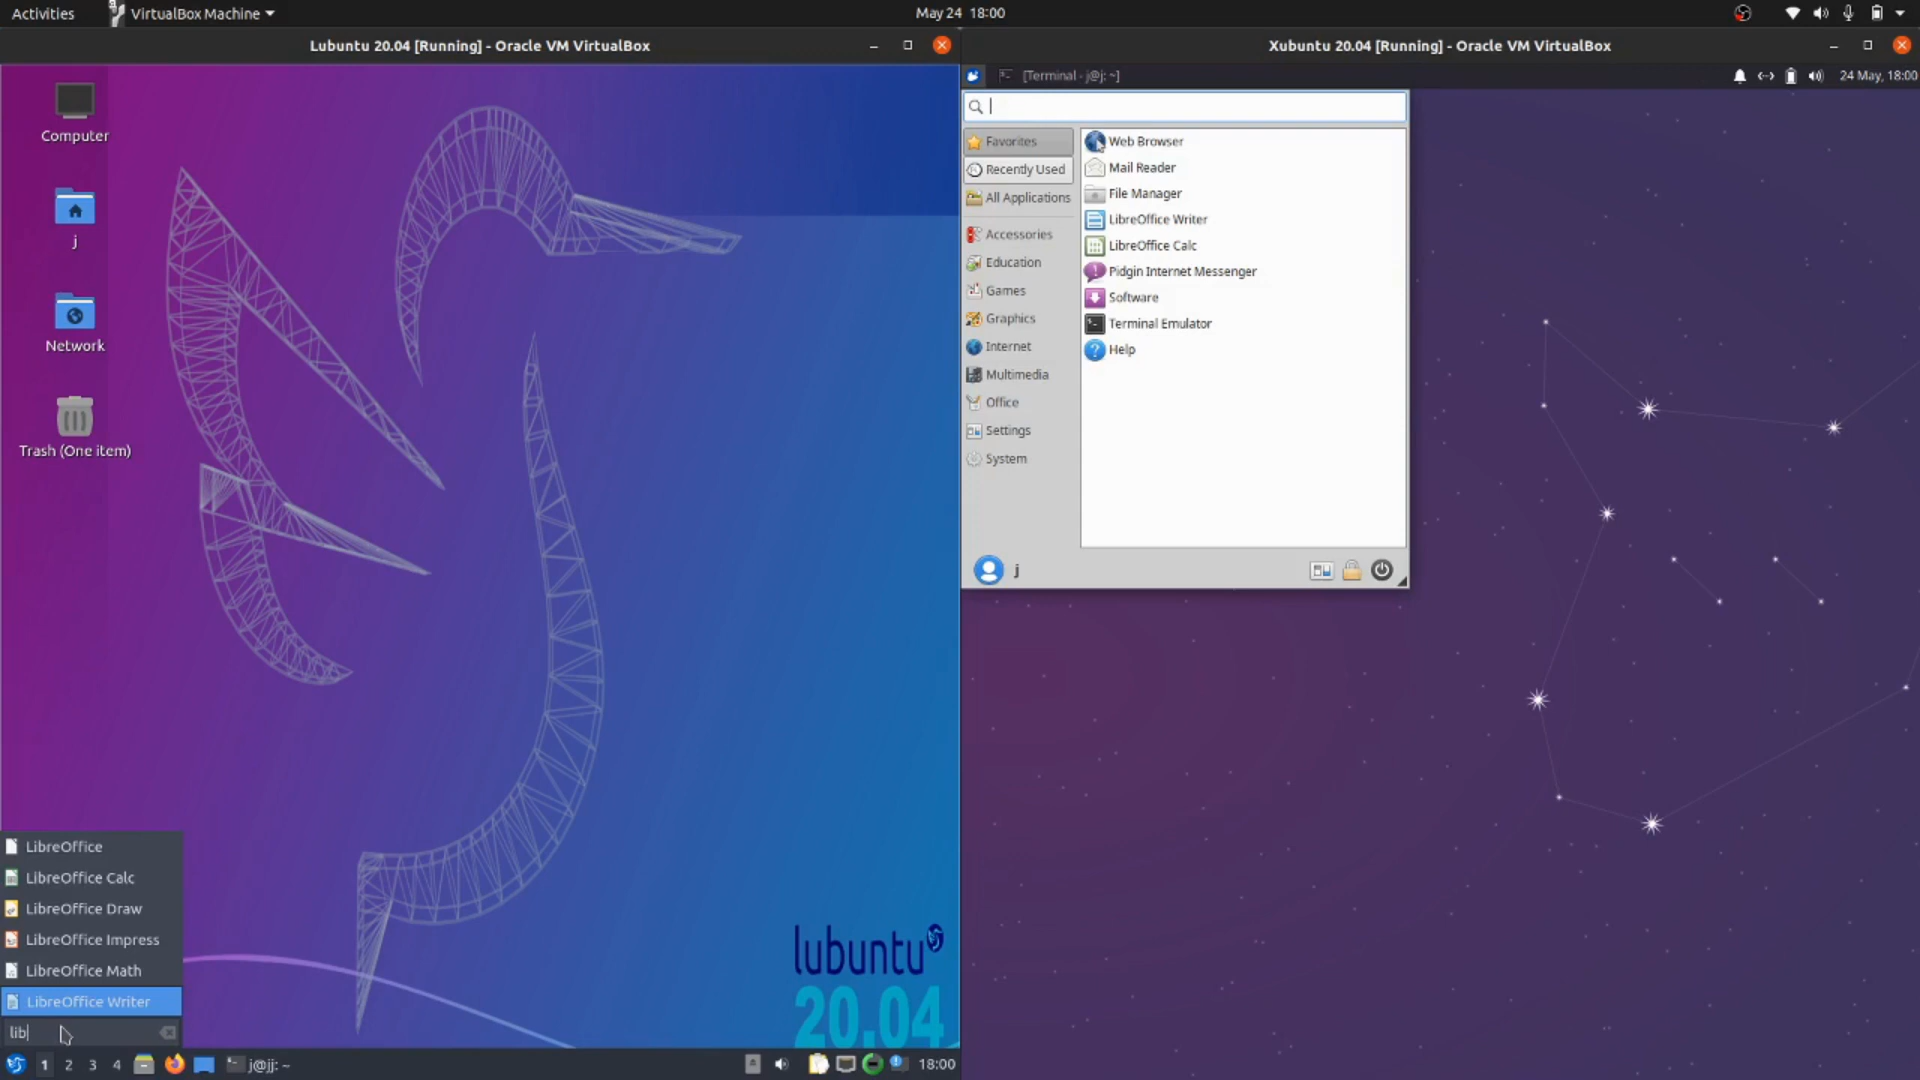 Activities
VirtualBox Machine
May 24 18:00
Lubuntu 20.04 [Running] - Oracle VM VirtualBox
Computer
j
Network
Trash (One item)
lubuntu
20.04
LibreOffice
LibreOffice Calc
LibreOffice Draw
LibreOffice Impress
LibreOffice Math
LibreOffice Writer
lib
1 2 3 4
j@jj: ~
18:00
Xubuntu 20.04 [Running] - Oracle VM VirtualBox
[Terminal - j@j: ~]
24 May, 18:00
Favorites
Recently Used
All Applications
Accessories
Education
Games
Graphics
Internet
Multimedia
Office
Settings
System
Web Browser
Mail Reader
File Manager
LibreOffice Writer
LibreOffice Calc
Pidgin Internet Messenger
Software
Terminal Emulator
Help
j